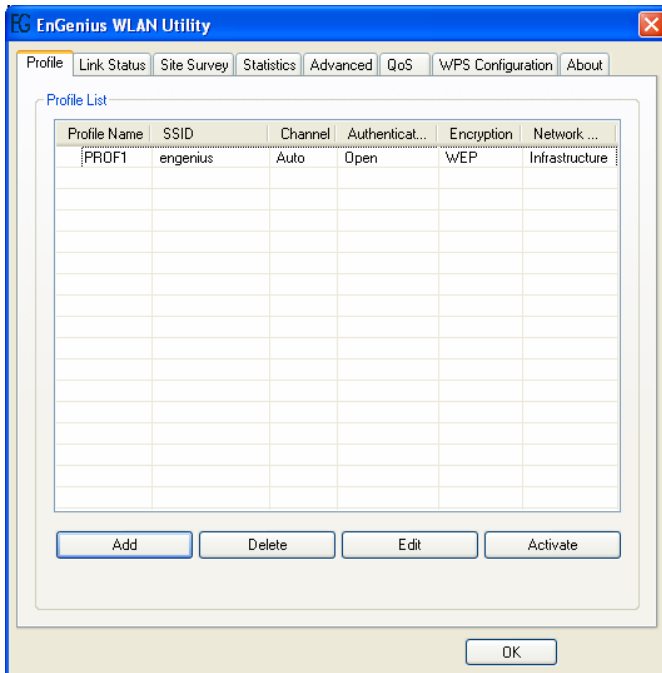 EG EnGenius WLAN Utility
Profile Link Status Site Survey Statistics Advanced QoS WPS Configuration About
Profile List
Profile Name SSID Channel Authenticat... Encryption Network ...
PROF1 engenius Auto Open WEP Infrastructure
Add Delete Edit Activate
OK